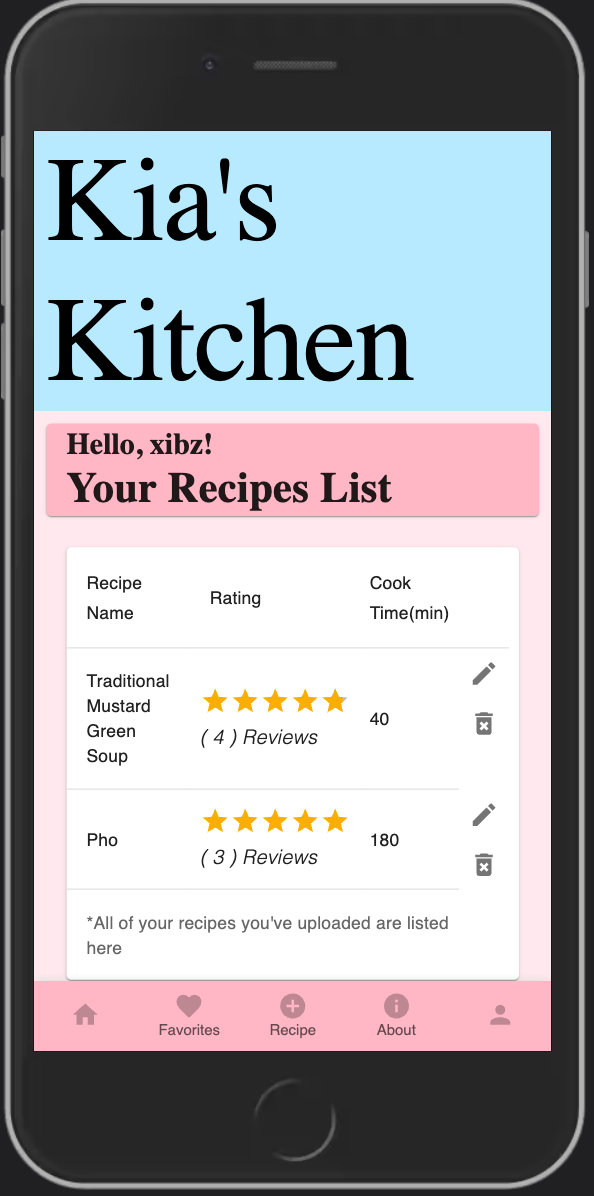 Kia's
Kitchen
Hello, xibz!
Your Recipes List
Recipe
Name
Rating
Cook
Time(min)
Traditional
Mustard
Green
Soup
( 4 ) Reviews
40
Pho
( 3 ) Reviews
180
*All of your recipes you've uploaded are listed
here
Favorites
Recipe
About